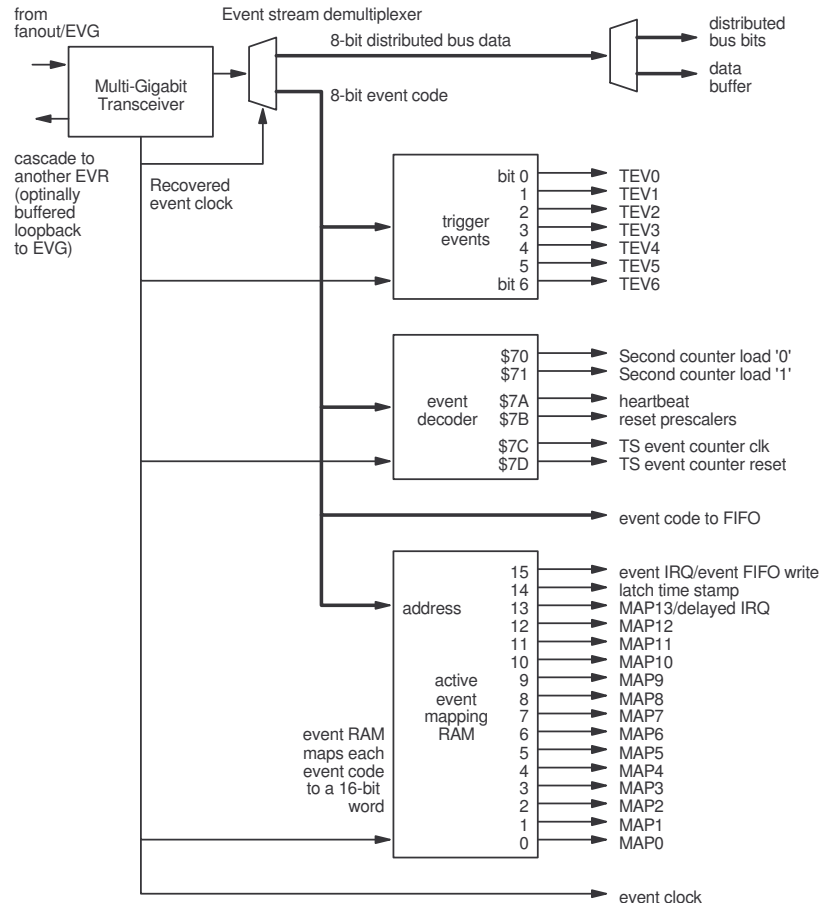 from
fanout/EVG
Event stream demultiplexer
8-bit distributed bus data
distributed
bus bits
Multi-Gigabit
Transceiver
8-bit event code
data
buffer
cascade to
another EVR
(optinally
buffered
loopback
to EVG)
Recovered
event clock
trigger
events
bit 0
1
2
3
4
5
bit 6
TEV0
TEV1
TEV2
TEV3
TEV4
TEV5
TEV6
event
decoder
$70
$71
$7A
$7B
$7C
$7D
Second counter load '0'
Second counter load '1'
heartbeat
reset prescalers
TS event counter clk
TS event counter reset
event code to FIFO
address
active
event
mapping
RAM
15
14
13
12
11
10
9
8
7
6
5
4
3
2
1
0
event IRQ/event FIFO write
latch time stamp
MAP13/delayed IRQ
MAP12
MAP11
MAP10
MAP9
MAP8
MAP7
MAP6
MAP5
MAP4
MAP3
MAP2
MAP1
MAP0
event RAM
maps each
event code
to a 16-bit
word
event clock